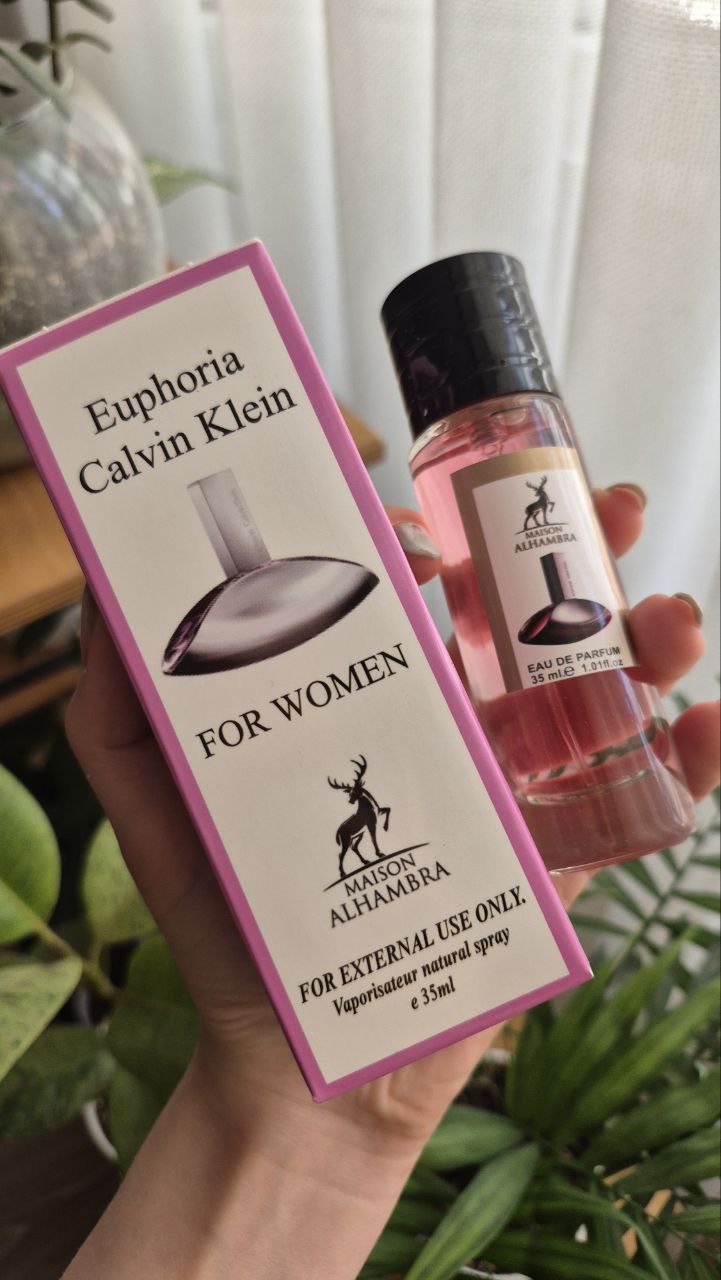 Euphoria
Calvin Klein
FOR WOMEN
MAISON
ALHAMBRA
FOR EXTERNAL USE ONLY.
Vaporisateur natural spray
e 35ml
MAISON
ALHAMBRA
EAU DE PARFUM
35 ml.e 1.01fl.oz